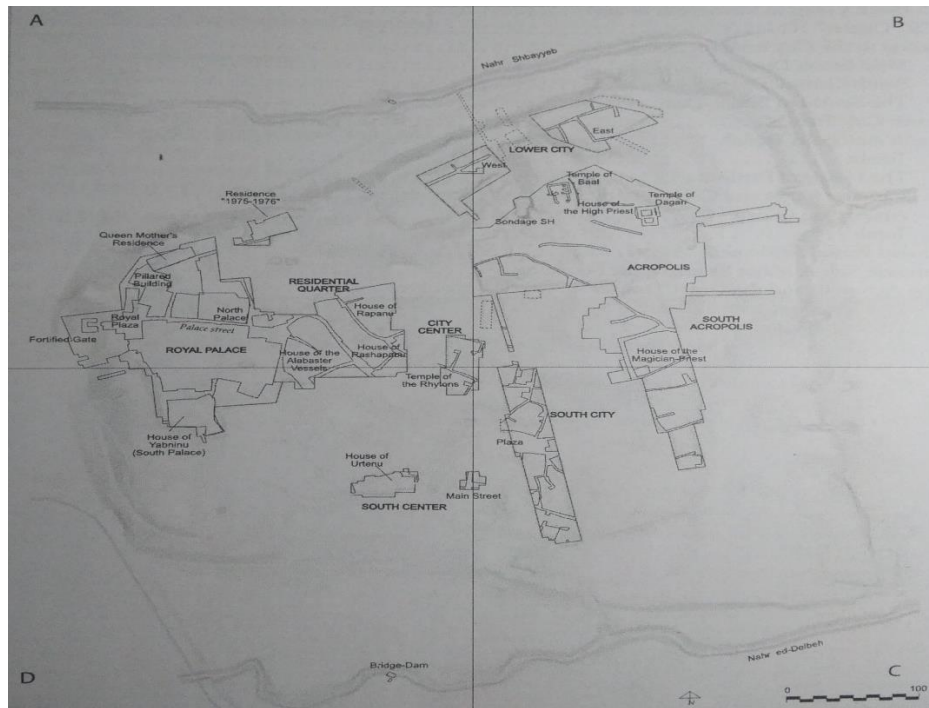 A
B
Nahr Shbayyeb
East
LOWER CITY
West
Temple of
Baal
House of
the High Priest
Temple of
Dagan
Sondage SH
Residence
"1975-1976"
Queen Mother's
Residence
Pillared
Building
RESIDENTIAL
QUARTER
ACROPOLIS
North
Palace
House of
Rapanu
Royal
Plaza
Palace street
CITY
CENTER
SOUTH
ACROPOLIS
Fortified Gate
ROYAL PALACE
House of the
Alabaster
Vessels
House of
Rashapabu
House of the
Magician-Priest
Temple of
the Rhytons
SOUTH CITY
Plaza
House of
Yabninu
(South Palace)
House of
Urtenu
Main Street
SOUTH CENTER
Nahr ed-Delbeh
Bridge-Dam
D
C
N
0
100